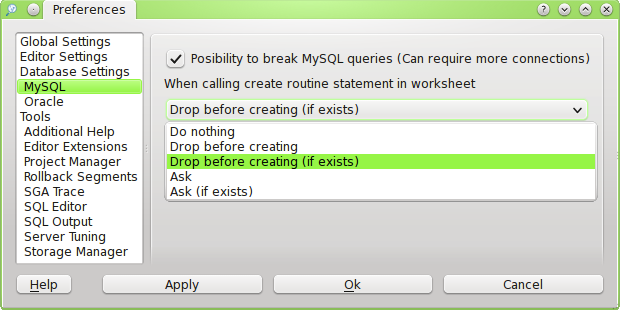 Preferences
Global Settings
Editor Settings
Database Settings
MySQL
Oracle
Tools
Additional Help
Editor Extensions
Project Manager
Rollback Segments
SGA Trace
SQL Editor
SQL Output
Server Tuning
Storage Manager
Posibility to break MySQL queries (Can require more connections)
When calling create routine statement in worksheet
Drop before creating (if exists)
Do nothing
Drop before creating
Drop before creating (if exists)
Ask
Ask (if exists)
Help
Apply
Ok
Cancel